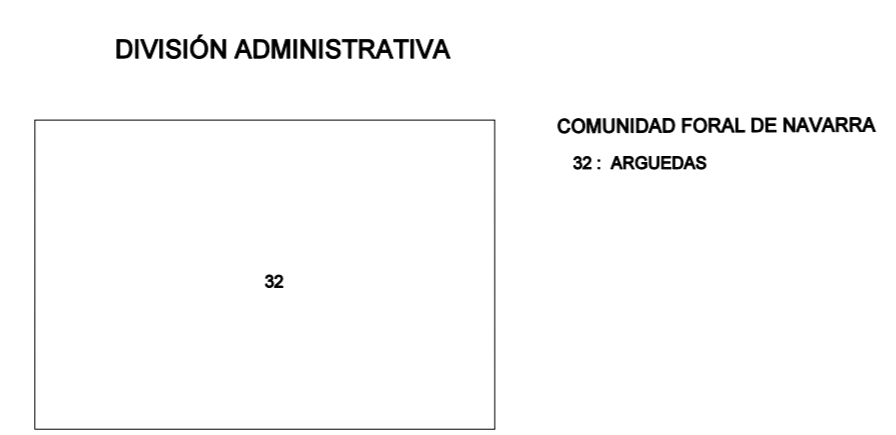 DIVISIÓN ADMINISTRATIVA
COMUNIDAD FORAL DE NAVARRA
32 : ARGUEDAS
32